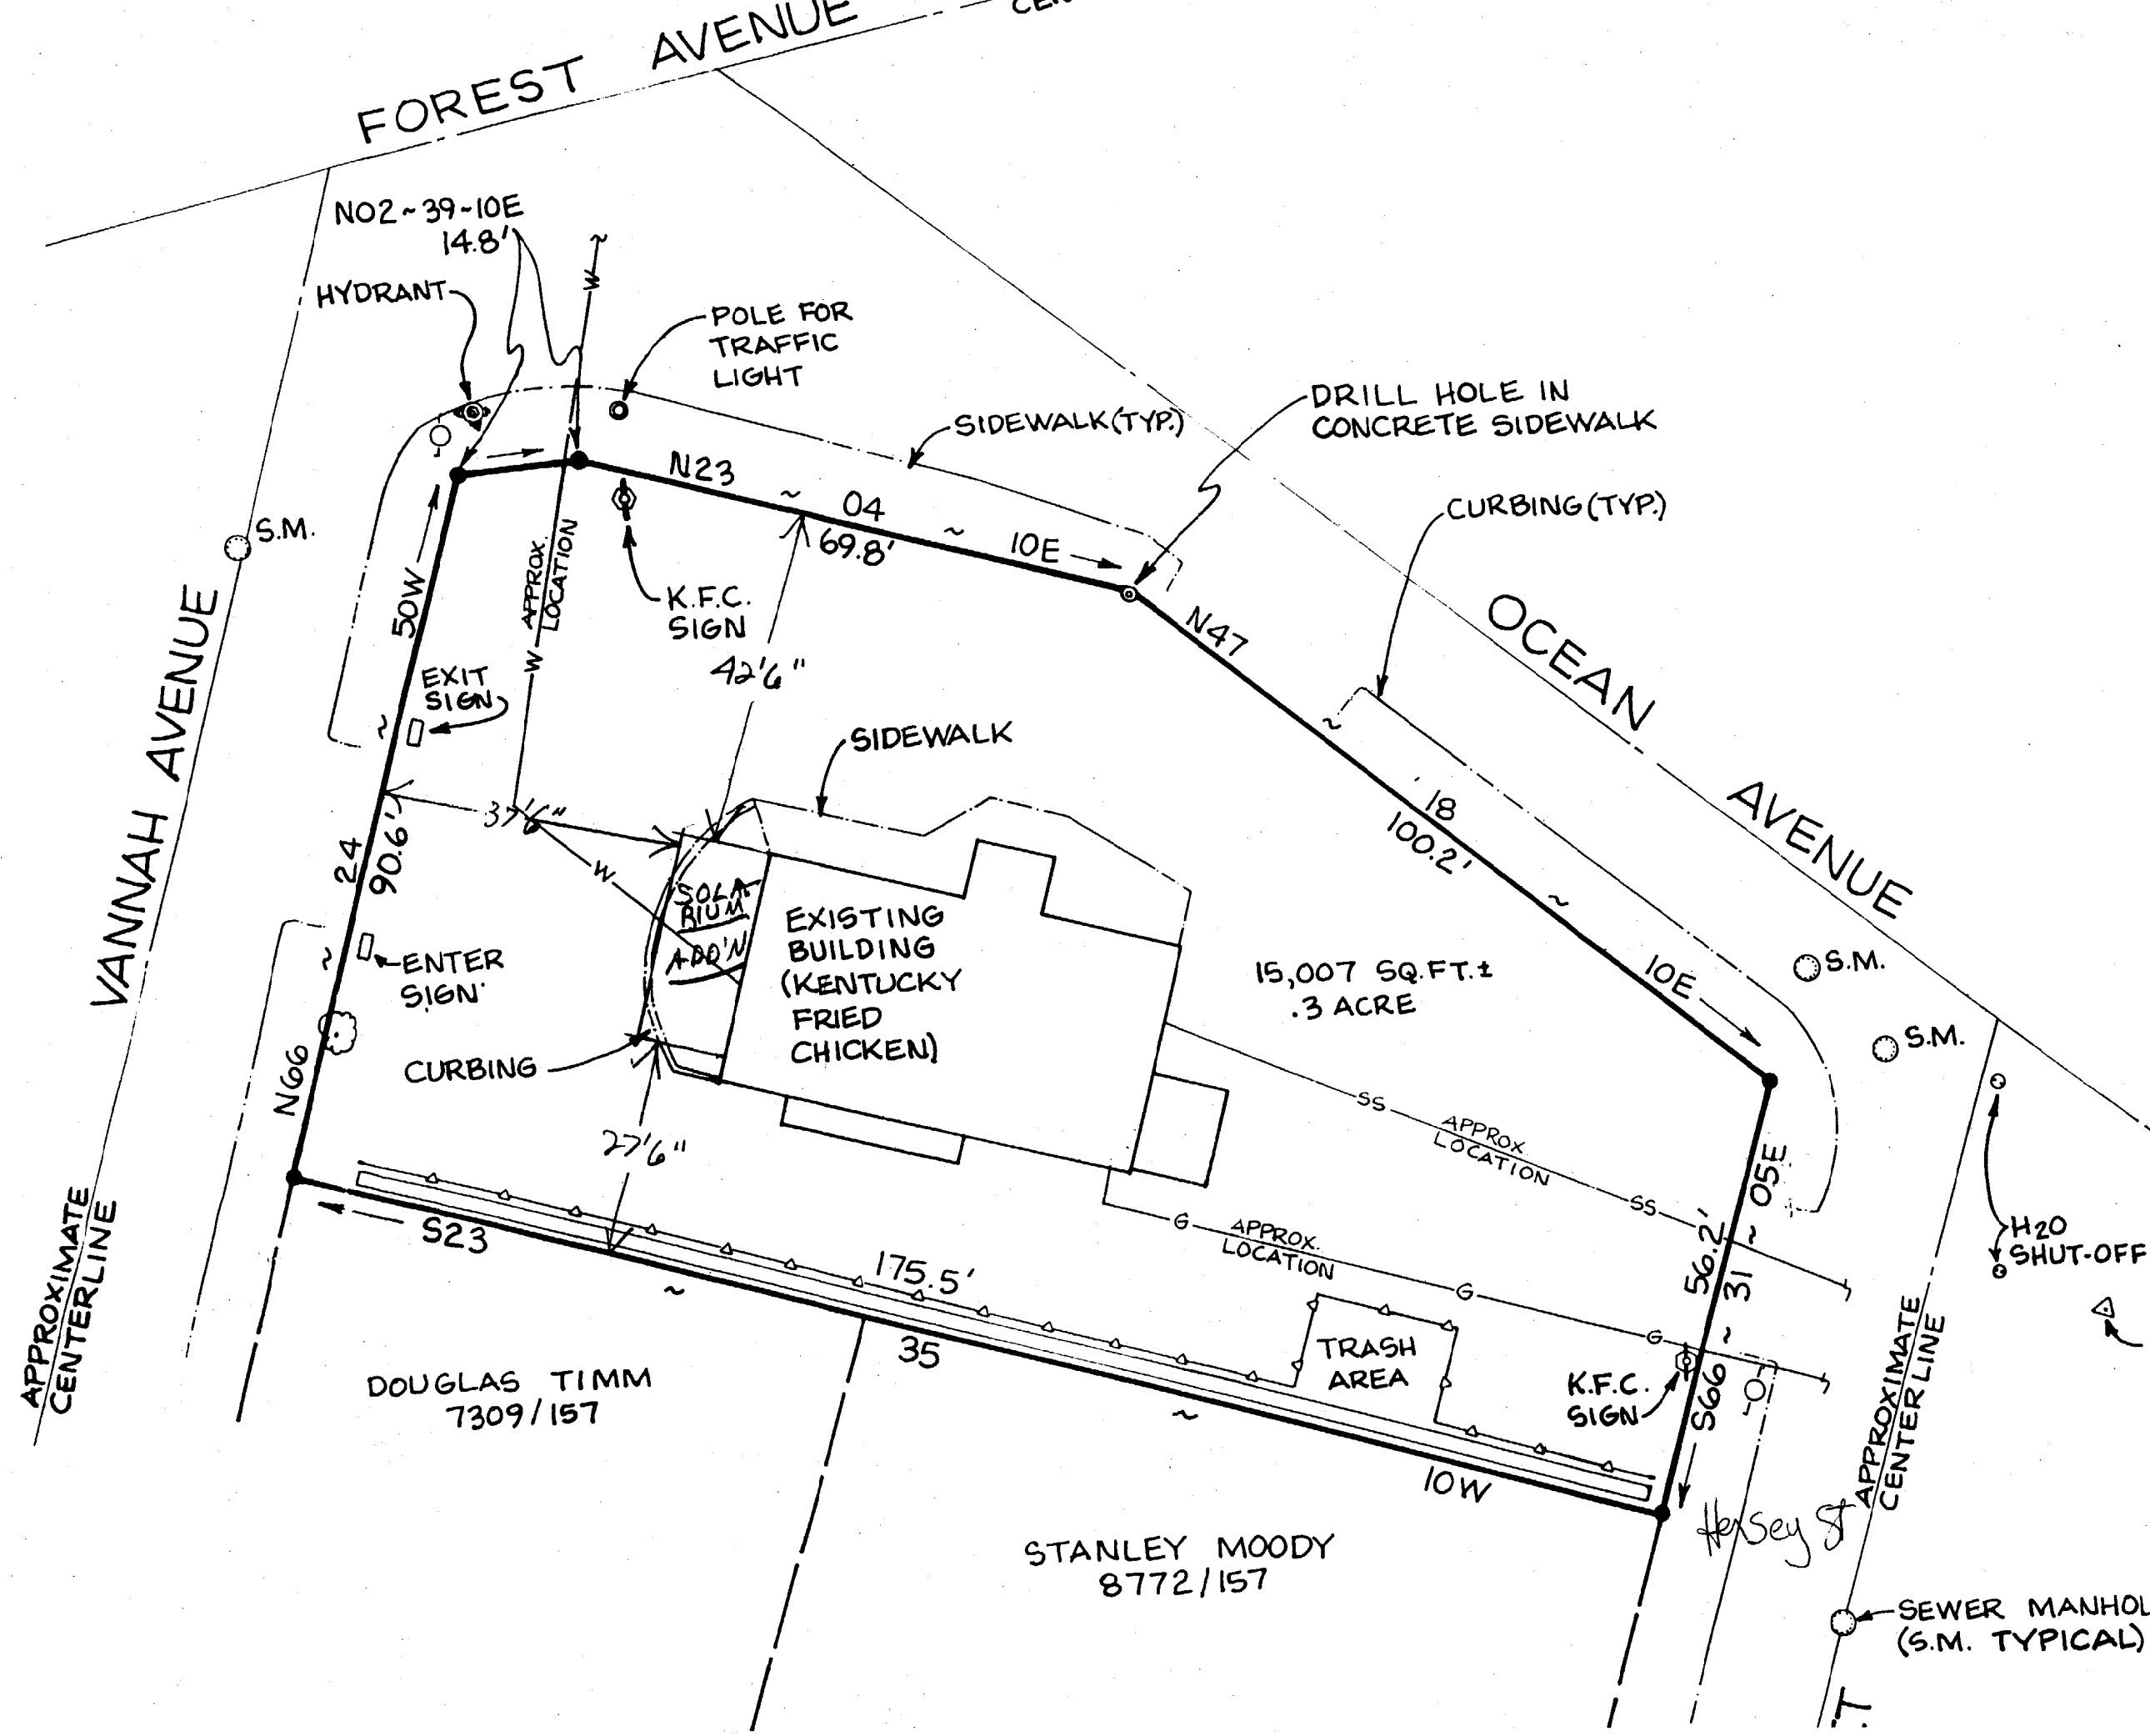 FOREST AVENUE
NO2~39~10E
14.8'
HYDRANT
W
POLE FOR
TRAFFIC
LIGHT
DRILL HOLE IN
CONCRETE SIDEWALK
SIDEWALK (TYP.)
CURBING (TYP.)
N23 ~ 04 ~ 10E
69.8'
S.M.
K.F.C.
SIGN
42'6"
APPROX.
LOCATION
W
N47 ~ 18 ~ 10E
100.2'
OCEAN AVENUE
VANNAH AVENUE
N66 ~ 24 ~ 50W
90.6'
EXIT
SIGN
SIDEWALK
37'6"
W
SOLA
RIUM
ADD'N
EXISTING
BUILDING
(KENTUCKY
FRIED
CHICKEN)
15,007 SQ.FT.±
.3 ACRE
S.M.
S.M.
ENTER
SIGN
CURBING
27'6"
SS
APPROX
LOCATION
SS
G
APPROX.
LOCATION
G
G
S66 ~ 31 ~ 05E
56.2'
H2O
SHUT-OFF
APPROXIMATE
CENTERLINE
S23 ~ 35 ~ 10W
175.5'
TRASH
AREA
K.F.C.
SIGN
APPROXIMATE
CENTERLINE
DOUGLAS TIMM
7309/157
STANLEY MOODY
8772/157
Hersey St
SEWER MANHOL
(S.M. TYPICAL)
T.